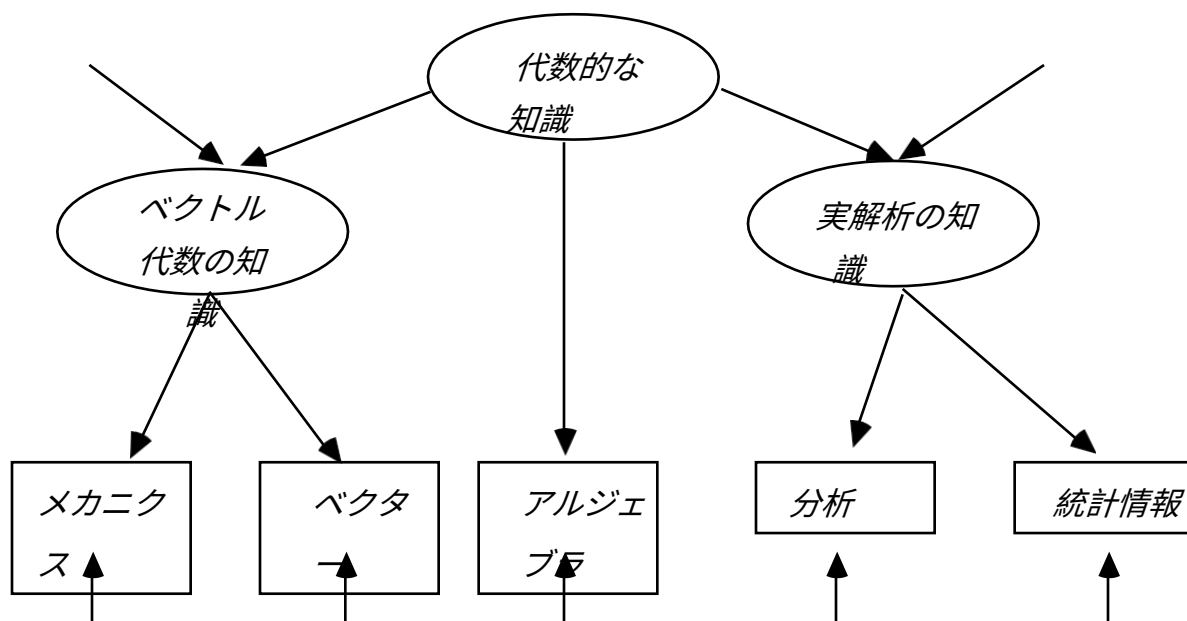 代数的な
知識
ベクトル
代数の知
識
実解析の知
識
メカニク
ス
ベクタ
ー
アルジェ
ブラ
分析
統計情報